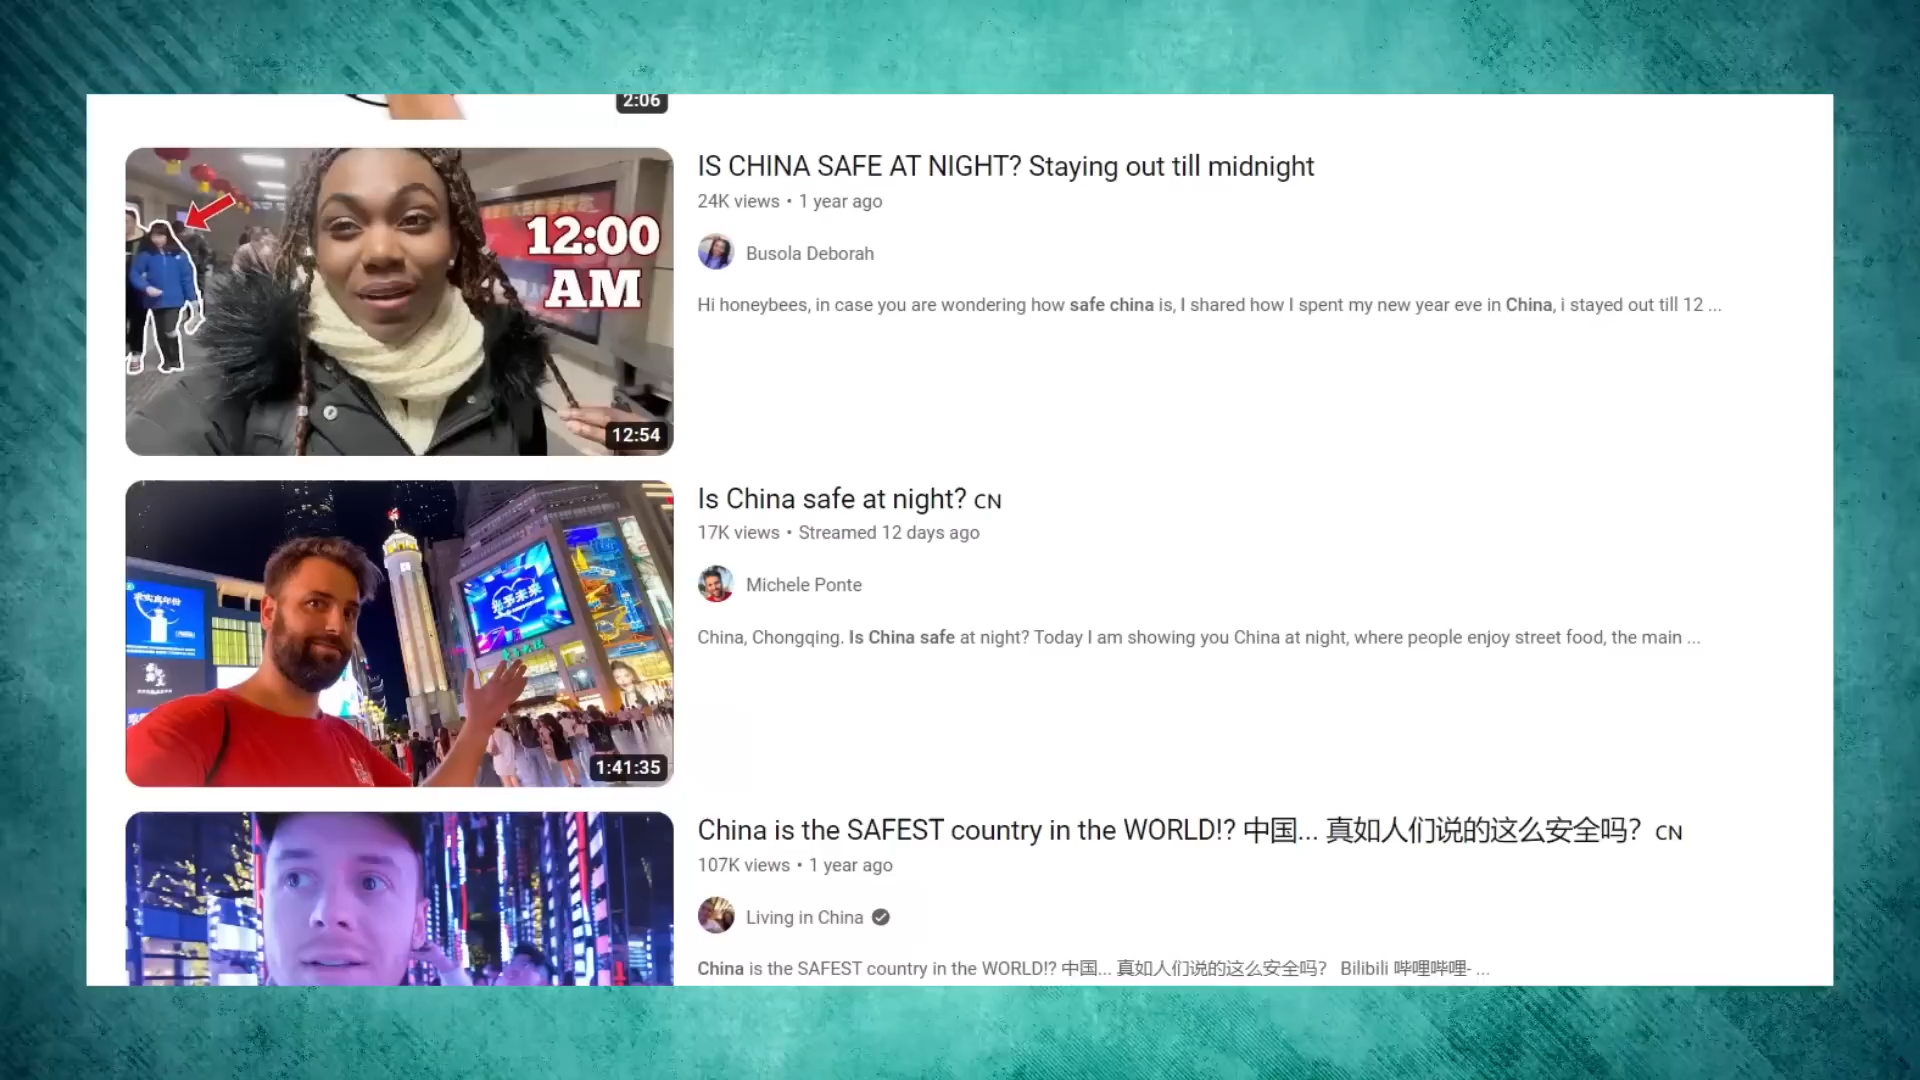 2:06
12:00
AM
12:54
IS CHINA SAFE AT NIGHT? Staying out till midnight
24K views • 1 year ago
Busola Deborah
Hi honeybees, in case you are wondering how safe china is, I shared how I spent my new year eve in China, i stayed out till 12 ...
1:41:35
Is China safe at night? CN
17K views • Streamed 12 days ago
Michele Ponte
China, Chongqing. Is China safe at night? Today I am showing you China at night, where people enjoy street food, the main ...
China is the SAFEST country in the WORLD!? 中国... 真如人们说的这么安全吗? CN
107K views • 1 year ago
Living in China
China is the SAFEST country in the WORLD!? 中国... 真如人们说的这么安全吗? Bilibili 哔哩哔哩- ...